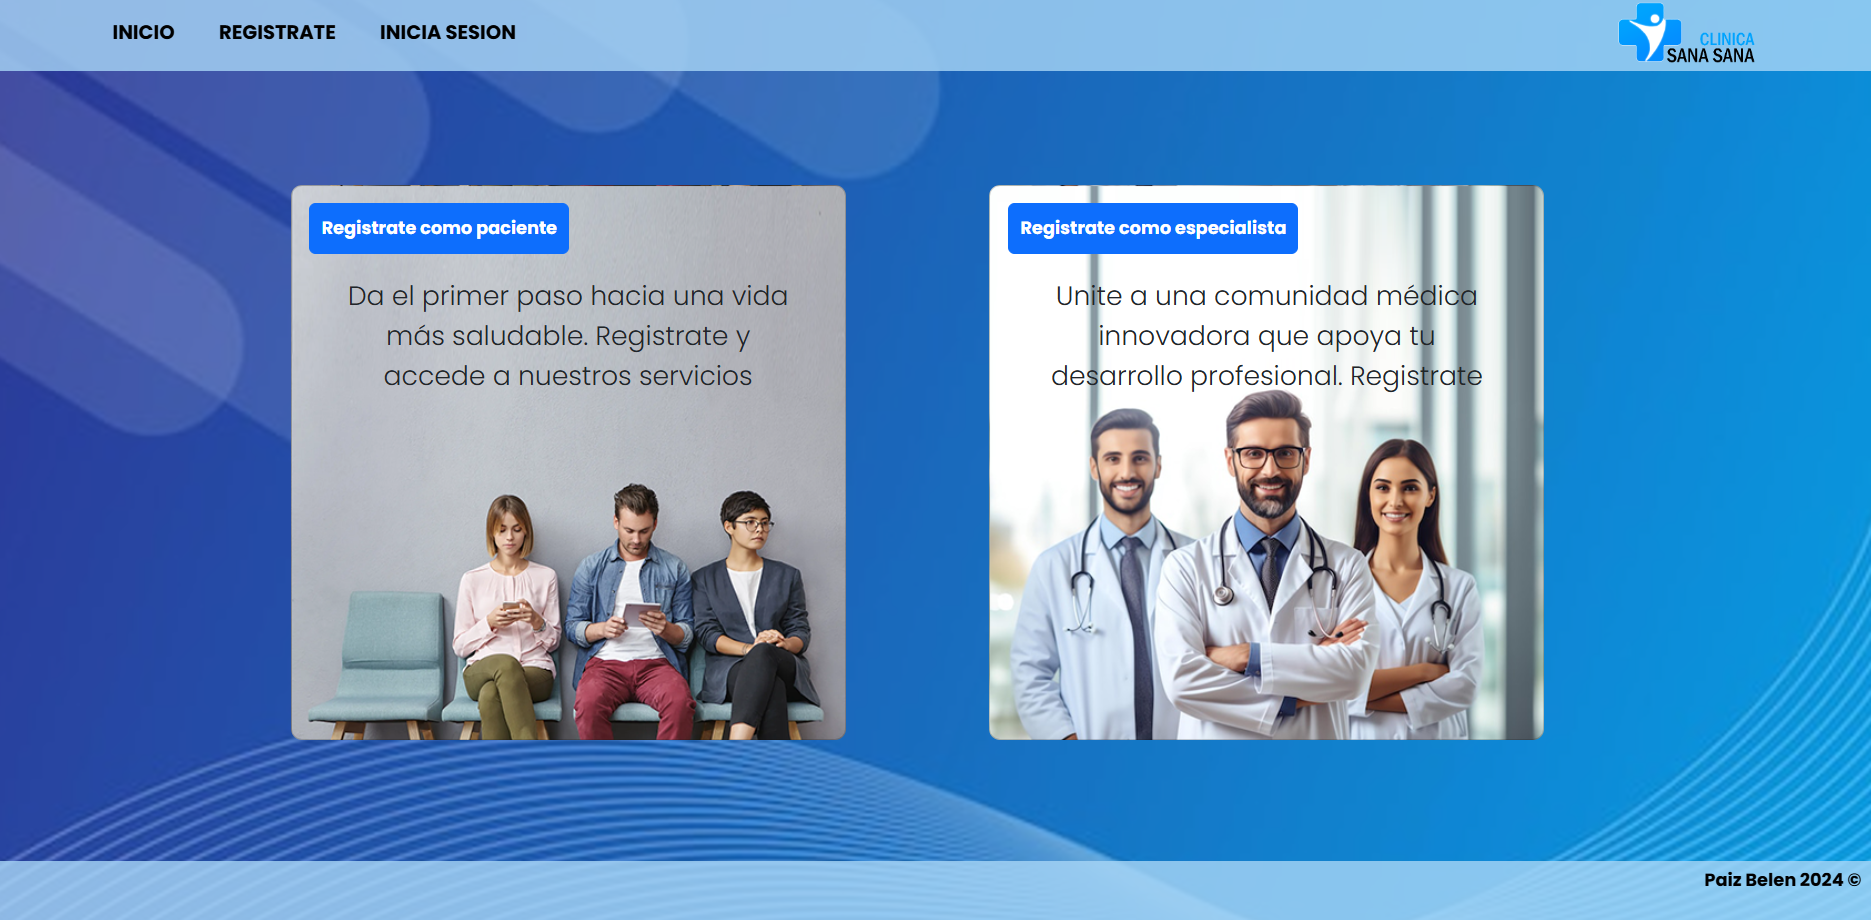 INICIO REGISTRATE INICIA SESION
CLINICA
SANA SANA
Registrate como paciente
Da el primer paso hacia una vida
más saludable. Registrate y
accede a nuestros servicios
Registrate como especialista
Unite a una comunidad médica
innovadora que apoya tu
desarrollo profesional. Registrate
Paiz Belen 2024 ©